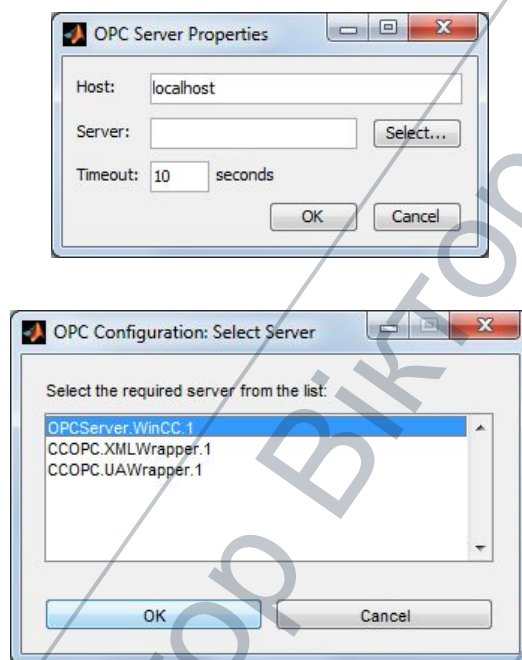 OPC Server Properties
Host: localhost
Server: Select...
Timeout: 10 seconds
OK Cancel
OPC Configuration: Select Server
Select the required server from the list:
OPCServer.WinCC.1
CCOPC.XMLWrapper.1
CCOPC.UAWrapper.1
OK Cancel